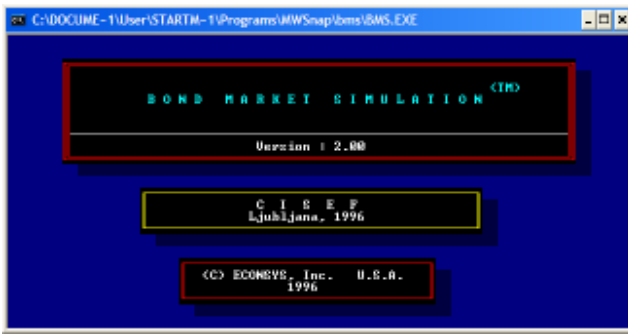 C:\DOCUME~1\User\STARTM~1\Programs\MWSnap\bms\BMS.EXE
BOND MARKET SIMULATION (TM)
Version : 2.00
C I S E F
Ljubljana, 1996
(C) ECONSYS, Inc. U.S.A.
1996